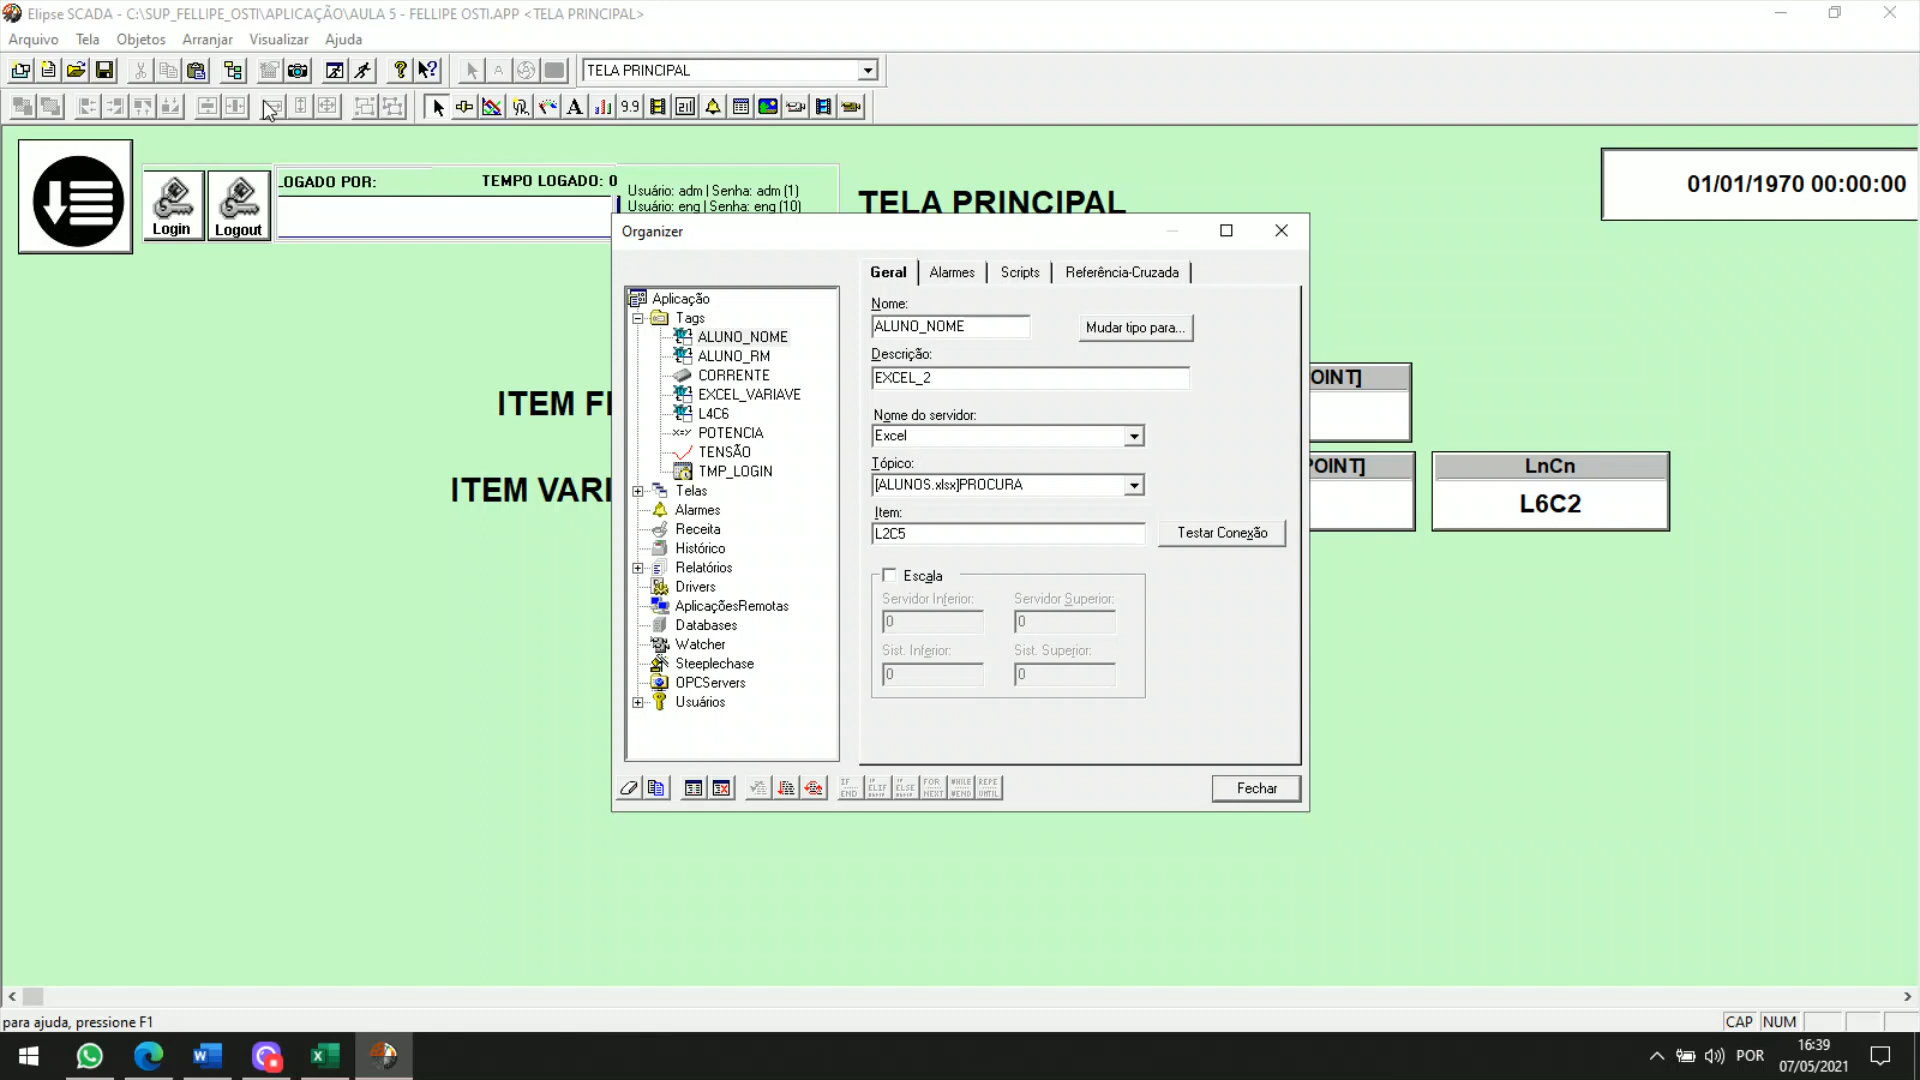 Elipse SCADA - C:\SUP_FELLIPE_OSTI\APLICAÇÃO\AULA 5 - FELLIPE OSTI.APP <TELA PRINCIPAL>
Arquivo Tela Objetos Arranjar Visualizar Ajuda
TELA PRINCIPAL
Login
Logout
LOGADO POR:
TEMPO LOGADO: 0
Usuário: adm | Senha: adm (1)
Usuário: eng | Senha: eng (10)
TELA PRINCIPAL
01/01/1970 00:00:00
ITEM FI
ITEM VARI
OINT]
POINT]
LnCn
L6C2
Organizer
Aplicação
Tags
ALUNO_NOME
ALUNO_RM
CORRENTE
EXCEL_VARIAVE
L4C6
POTENCIA
TENSÃO
TMP_LOGIN
Telas
Alarmes
Receita
Histórico
Relatórios
Drivers
AplicaçõesRemotas
Databases
Watcher
Steeplechase
OPCServers
Usuários
Geral Alarmes Scripts Referência-Cruzada
Nome:
ALUNO_NOME
Mudar tipo para...
Descrição:
EXCEL_2
Nome do servidor:
Excel
Tópico:
[ALUNOS.xlsx]PROCURA
Item:
L2C5
Testar Conexão
Escala
Servidor Inferior: Servidor Superior:
0 0
Sist. Inferior: Sist. Superior:
0 0
Fechar
para ajuda, pressione F1
CAP NUM
POR
16:39
07/05/2021